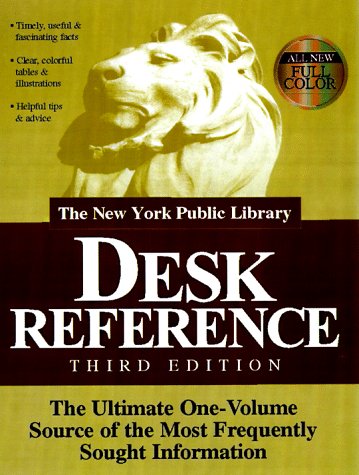 • Timely, useful &
fascinating facts
• Clear, colorful
tables &
illustrations
• Helpful tips
& advice
ALL NEW
FULL
COLOR
The New York Public Library
DESK
REFERENCE
THIRD EDITION
The Ultimate One-Volume
Source of the Most Frequently
Sought Information